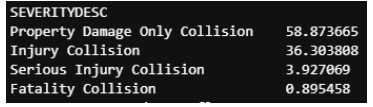 SEVERITYDESC
Property Damage Only Collision 58.873665
Injury Collision 36.303808
Serious Injury Collision 3.927069
Fatality Collision 0.895458